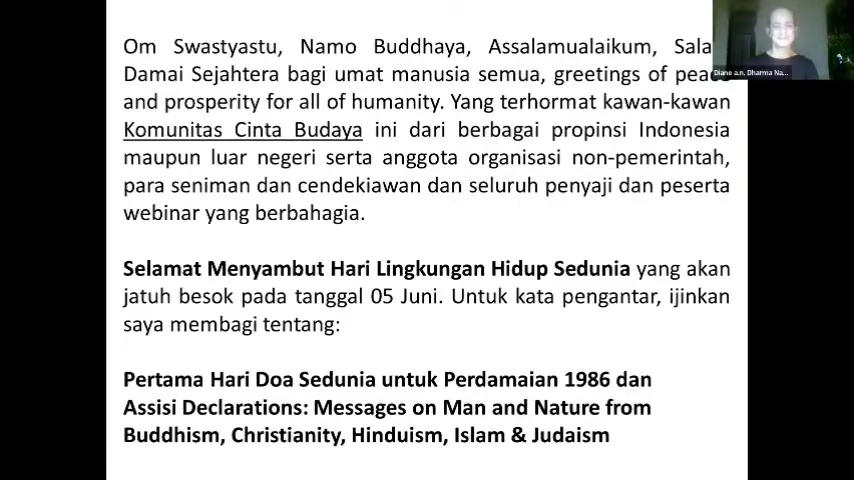 Om Swastyastu, Namo Buddhaya, Assalamualaikum,
Damai Sejahtera bagi umat manusia semua, greetings of peace
and prosperity for all of humanity. Yang terhormat kawan-kawan
Komunitas Cinta Budaya ini dari berbagai propinsi Indonesia
maupun luar negeri serta anggota organisasi non-pemerintah,
para seniman dan cendekiawan dan seluruh penyaji dan peserta
webinar yang berbahagia.
Selamat Menyambut Hari Lingkungan Hidup Sedunia yang akan
jatuh besok pada tanggal 05 Juni. Untuk kata pengantar, ijinkan
saya membagi tentang:
Pertama Hari Doa Sedunia untuk Perdamaian 1986 dan
Assisi Declarations: Messages on Man and Nature from
Buddhism, Christianity, Hinduism, Islam & Judaism
Diane a.n. Dharma Na...